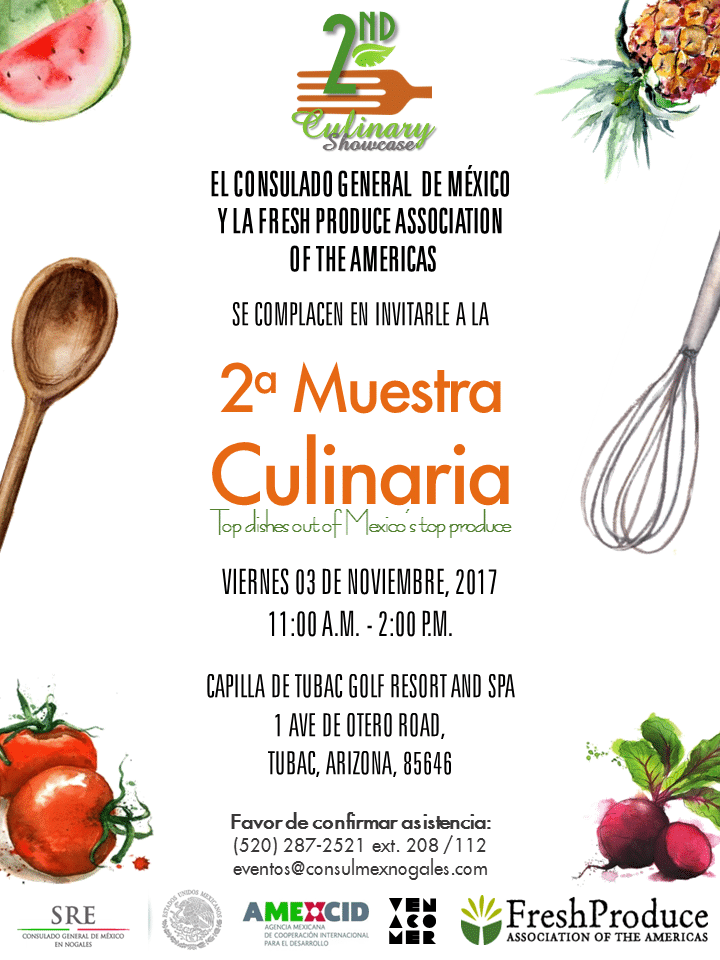 2ND
Culinary
Showcase
EL CONSULADO GENERAL DE MÉXICO
Y LA FRESH PRODUCE ASSOCIATION
OF THE AMERICAS
SE COMPLACEN EN INVITARLE A LA
2ª Muestra
Culinaria
Top dishes out of Mexico´s top produce
VIERNES 03 DE NOVIEMBRE, 2017
11:00 A.M. - 2:00 P.M.
CAPILLA DE TUBAC GOLF RESORT AND SPA
1 AVE DE OTERO ROAD,
TUBAC, ARIZONA, 85646
Favor de confirmar asistencia:
(520) 287-2521 ext. 208 /112
eventos@consulmexnogales.com
SRE
CONSULADO GENERAL DE MÉXICO
EN NOGALES
ESTADOS UNIDOS MEXICANOS
AMEXCID
AGENCIA MEXICANA
DE COOPERACIÓN INTERNACIONAL
PARA EL DESARROLLO
VEN
ACO
MER
FreshProduce
ASSOCIATION OF THE AMERICAS